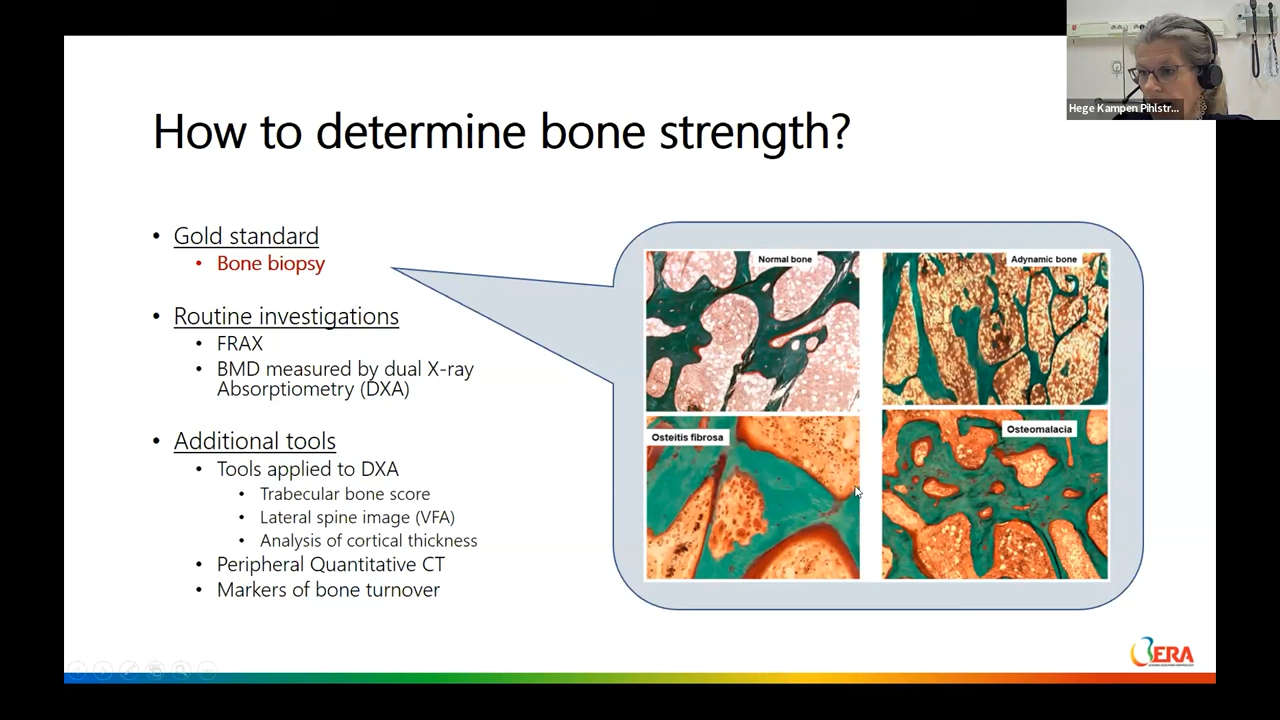 Hege Kampen Pihlstr...
How to determine bone strength?
• Gold standard
• Bone biopsy
• Routine investigations
• FRAX
• BMD measured by dual X-ray
Absorptiometry (DXA)
• Additional tools
• Tools applied to DXA
• Trabecular bone score
• Lateral spine image (VFA)
• Analysis of cortical thickness
• Peripheral Quantitative CT
• Markers of bone turnover
Normal bone
Adynamic bone
Osteitis fibrosa
Osteomalacia
ERA